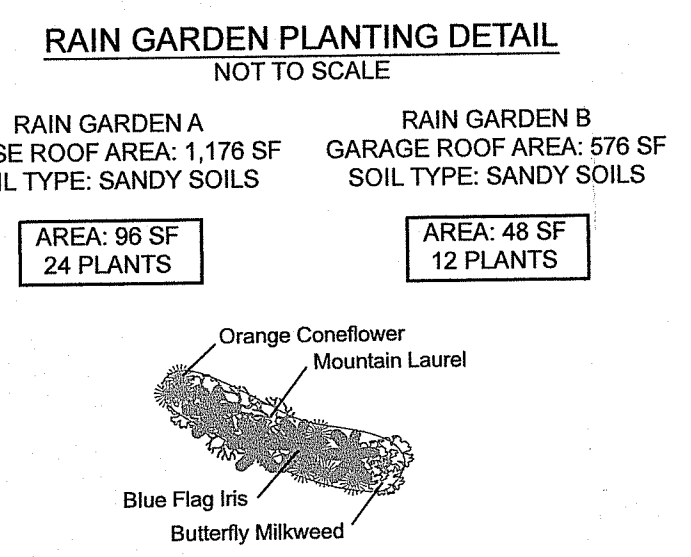 RAIN GARDEN PLANTING DETAIL
NOT TO SCALE
RAIN GARDEN A
ROOF AREA: 1,176 SF
TYPE: SANDY SOILS
AREA: 96 SF
24 PLANTS
RAIN GARDEN B
GARAGE ROOF AREA: 576 SF
SOIL TYPE: SANDY SOILS
AREA: 48 SF
12 PLANTS
Orange Coneflower
Mountain Laurel
Blue Flag Iris
Butterfly Milkweed